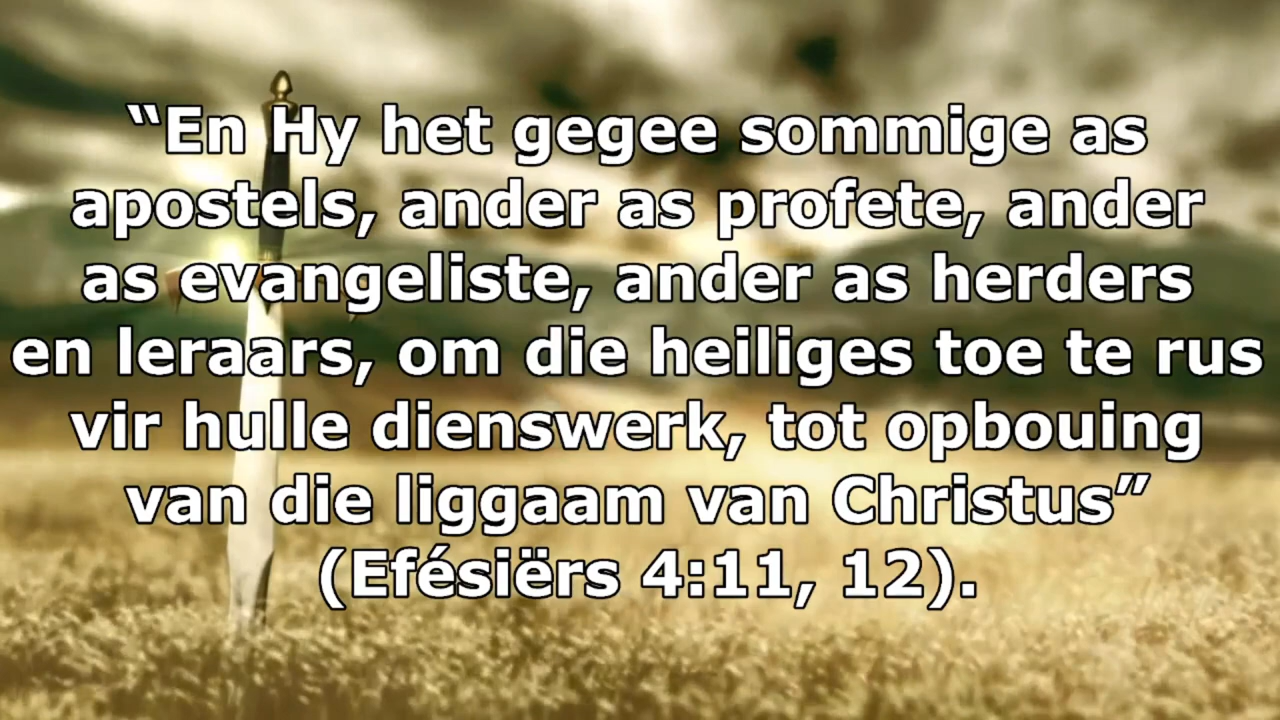 “En Hy het gegee sommige as
apostels, ander as profete, ander
as evangeliste, ander as herders
en leraars, om die heiliges toe te rus
vir hulle dienswerk, tot opbouing
van die liggaam van Christus”
(Efésiërs 4:11, 12).